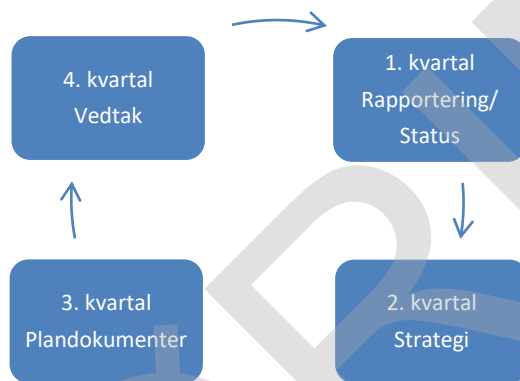 4. kvartal
Vedtak
1. kvartal
Rapportering/
Status
3. kvartal
Plandokumenter
2. kvartal
Strategi